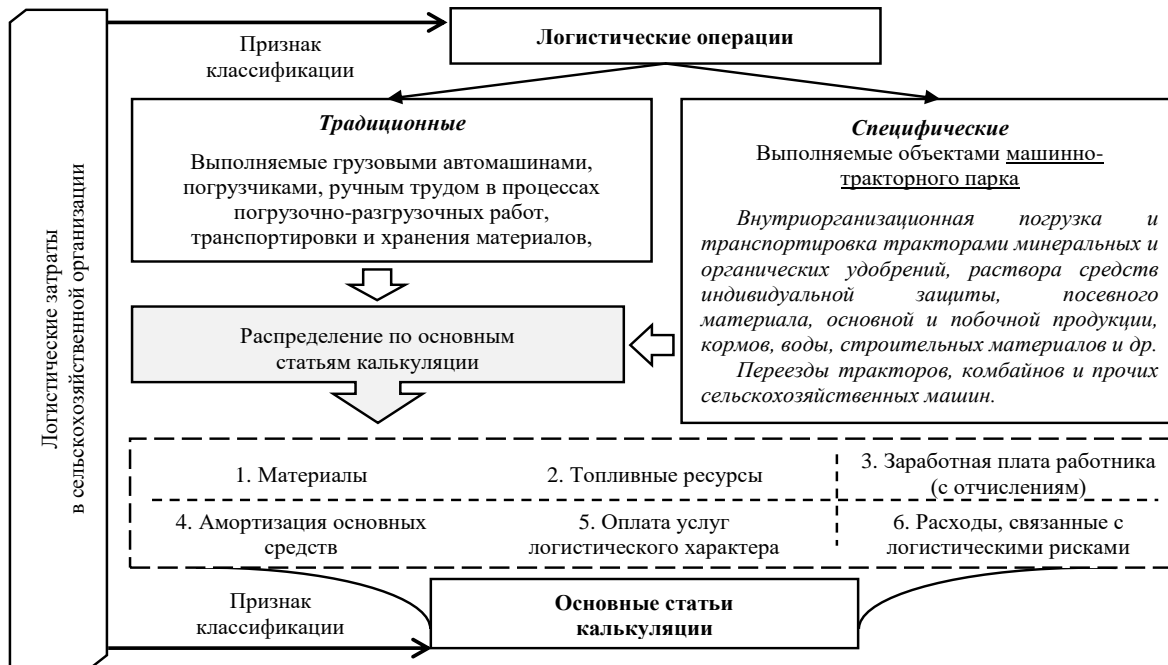 Логистические затраты
в сельскохозяйственной организации
Признак
классификации
Логистические операции
Традиционные
Выполняемые грузовыми автомашинами,
погрузчиками, ручным трудом в процессах
погрузочно-разгрузочных работ,
транспортировки и хранения материалов,
Специфические
Выполняемые объектами машинно-
тракторного парка
Внутриорганизационная погрузка и
транспортировка тракторами минеральных и
органических удобрений, раствора средств
индивидуальной защиты, посевного
материала, основной и побочной продукции,
кормов, воды, строительных материалов и др.
Переезды тракторов, комбайнов и прочих
сельскохозяйственных машин.
Распределение по основным
статьям калькуляции
1. Материалы
2. Топливные ресурсы
3. Заработная плата работника
(с отчислениям)
4. Амортизация основных
средств
5. Оплата услуг
логистического характера
6. Расходы, связанные с
логистическими рисками
Признак
классификации
Основные статьи
калькуляции